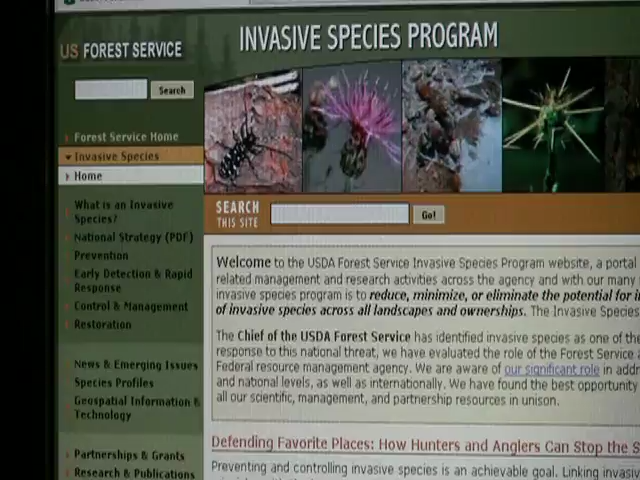 US FOREST SERVICE
INVASIVE SPECIES PROGRAM
Search
Forest Service Home
Invasive Species
Home
What is an Invasive
Species?
National Strategy (PDF)
Prevention
Early Detection & Rapid
Response
Control & Management
Restoration
News & Emerging Issues
Species Profiles
Geospatial Information &
Technology
Partnerships & Grants
Research & Publications
SEARCH
THIS SITE
Go!
Welcome to the USDA Forest Service Invasive Species Program website, a portal
related management and research activities across the agency and with our many
invasive species program is to reduce, minimize, or eliminate the potential for i
of invasive species across all landscapes and ownerships. The Invasive Species
The Chief of the USDA Forest Service has identified invasive species as one of the
response to this national threat, we have evaluated the role of the Forest Service
Federal resource management agency. We are aware of our significant role in addr
and national levels, as well as internationally. We have found the best opportunity
all our scientific, management, and partnership resources in unison.
Defending Favorite Places: How Hunters and Anglers Can Stop the S
Preventing and controlling invasive species is an achievable goal. Linking invasiv